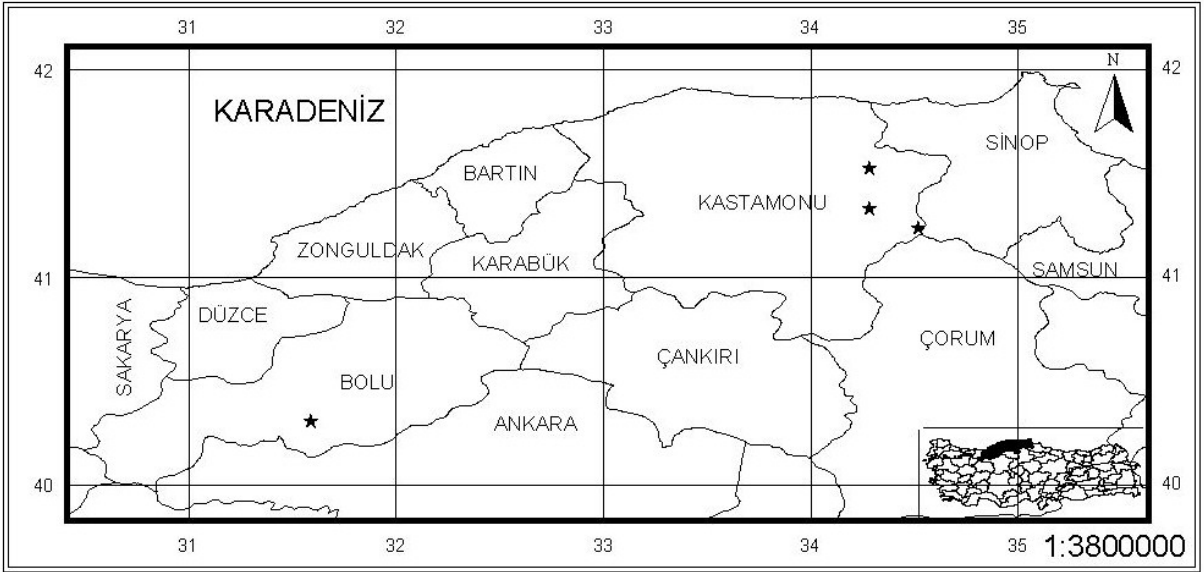 31 32 33 34 35
42 42
N
KARADENİZ
SİNOP
BARTIN
KASTAMONU
ZONGULDAK
KARABÜK
SAMSUN
41 41
SAKARYA
DÜZCE
ÇORUM
ÇANKIRI
BOLU
ANKARA
40 40
31 32 33 34 35
1:3800000